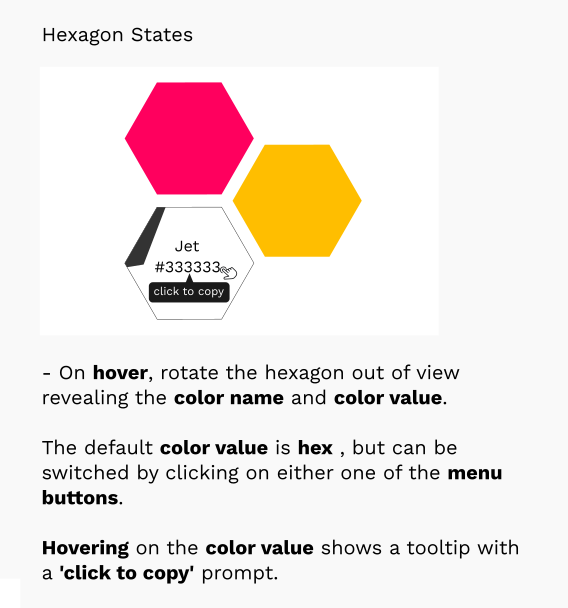 Hexagon States
Jet
#333333
click to copy
- On hover, rotate the hexagon out of view
revealing the color name and color value.
The default color value is hex , but can be
switched by clicking on either one of the menu
buttons.
Hovering on the color value shows a tooltip with
a 'click to copy' prompt.